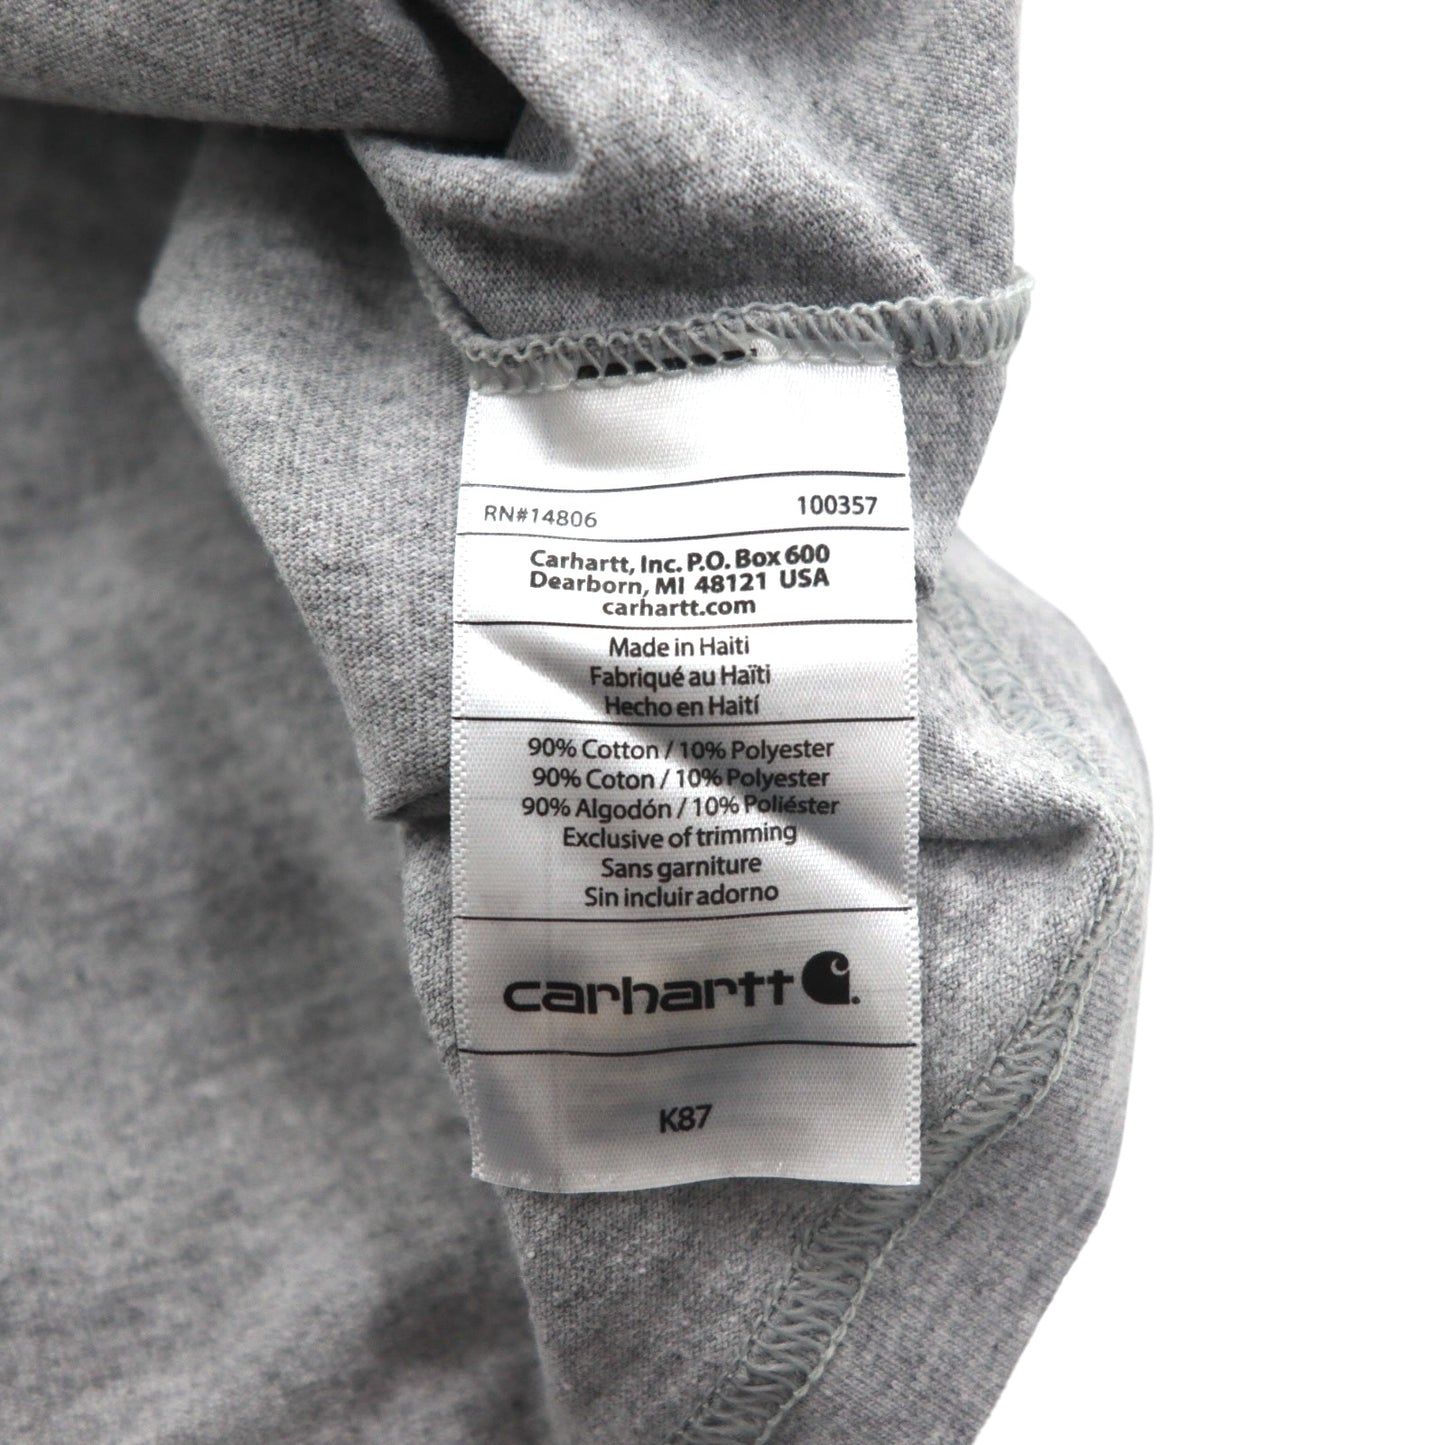 RN#14806 100357
Carhartt, Inc. P.O. Box 600
Dearborn, MI 48121 USA
carhartt.com
Made in Haiti
Fabriqué au Haïti
Hecho en Haití
90% Cotton / 10% Polyester
90% Coton / 10% Polyester
90% Algodón / 10% Poliéster
Exclusive of trimming
Sans garniture
Sin incluir adorno
carhartt
K87